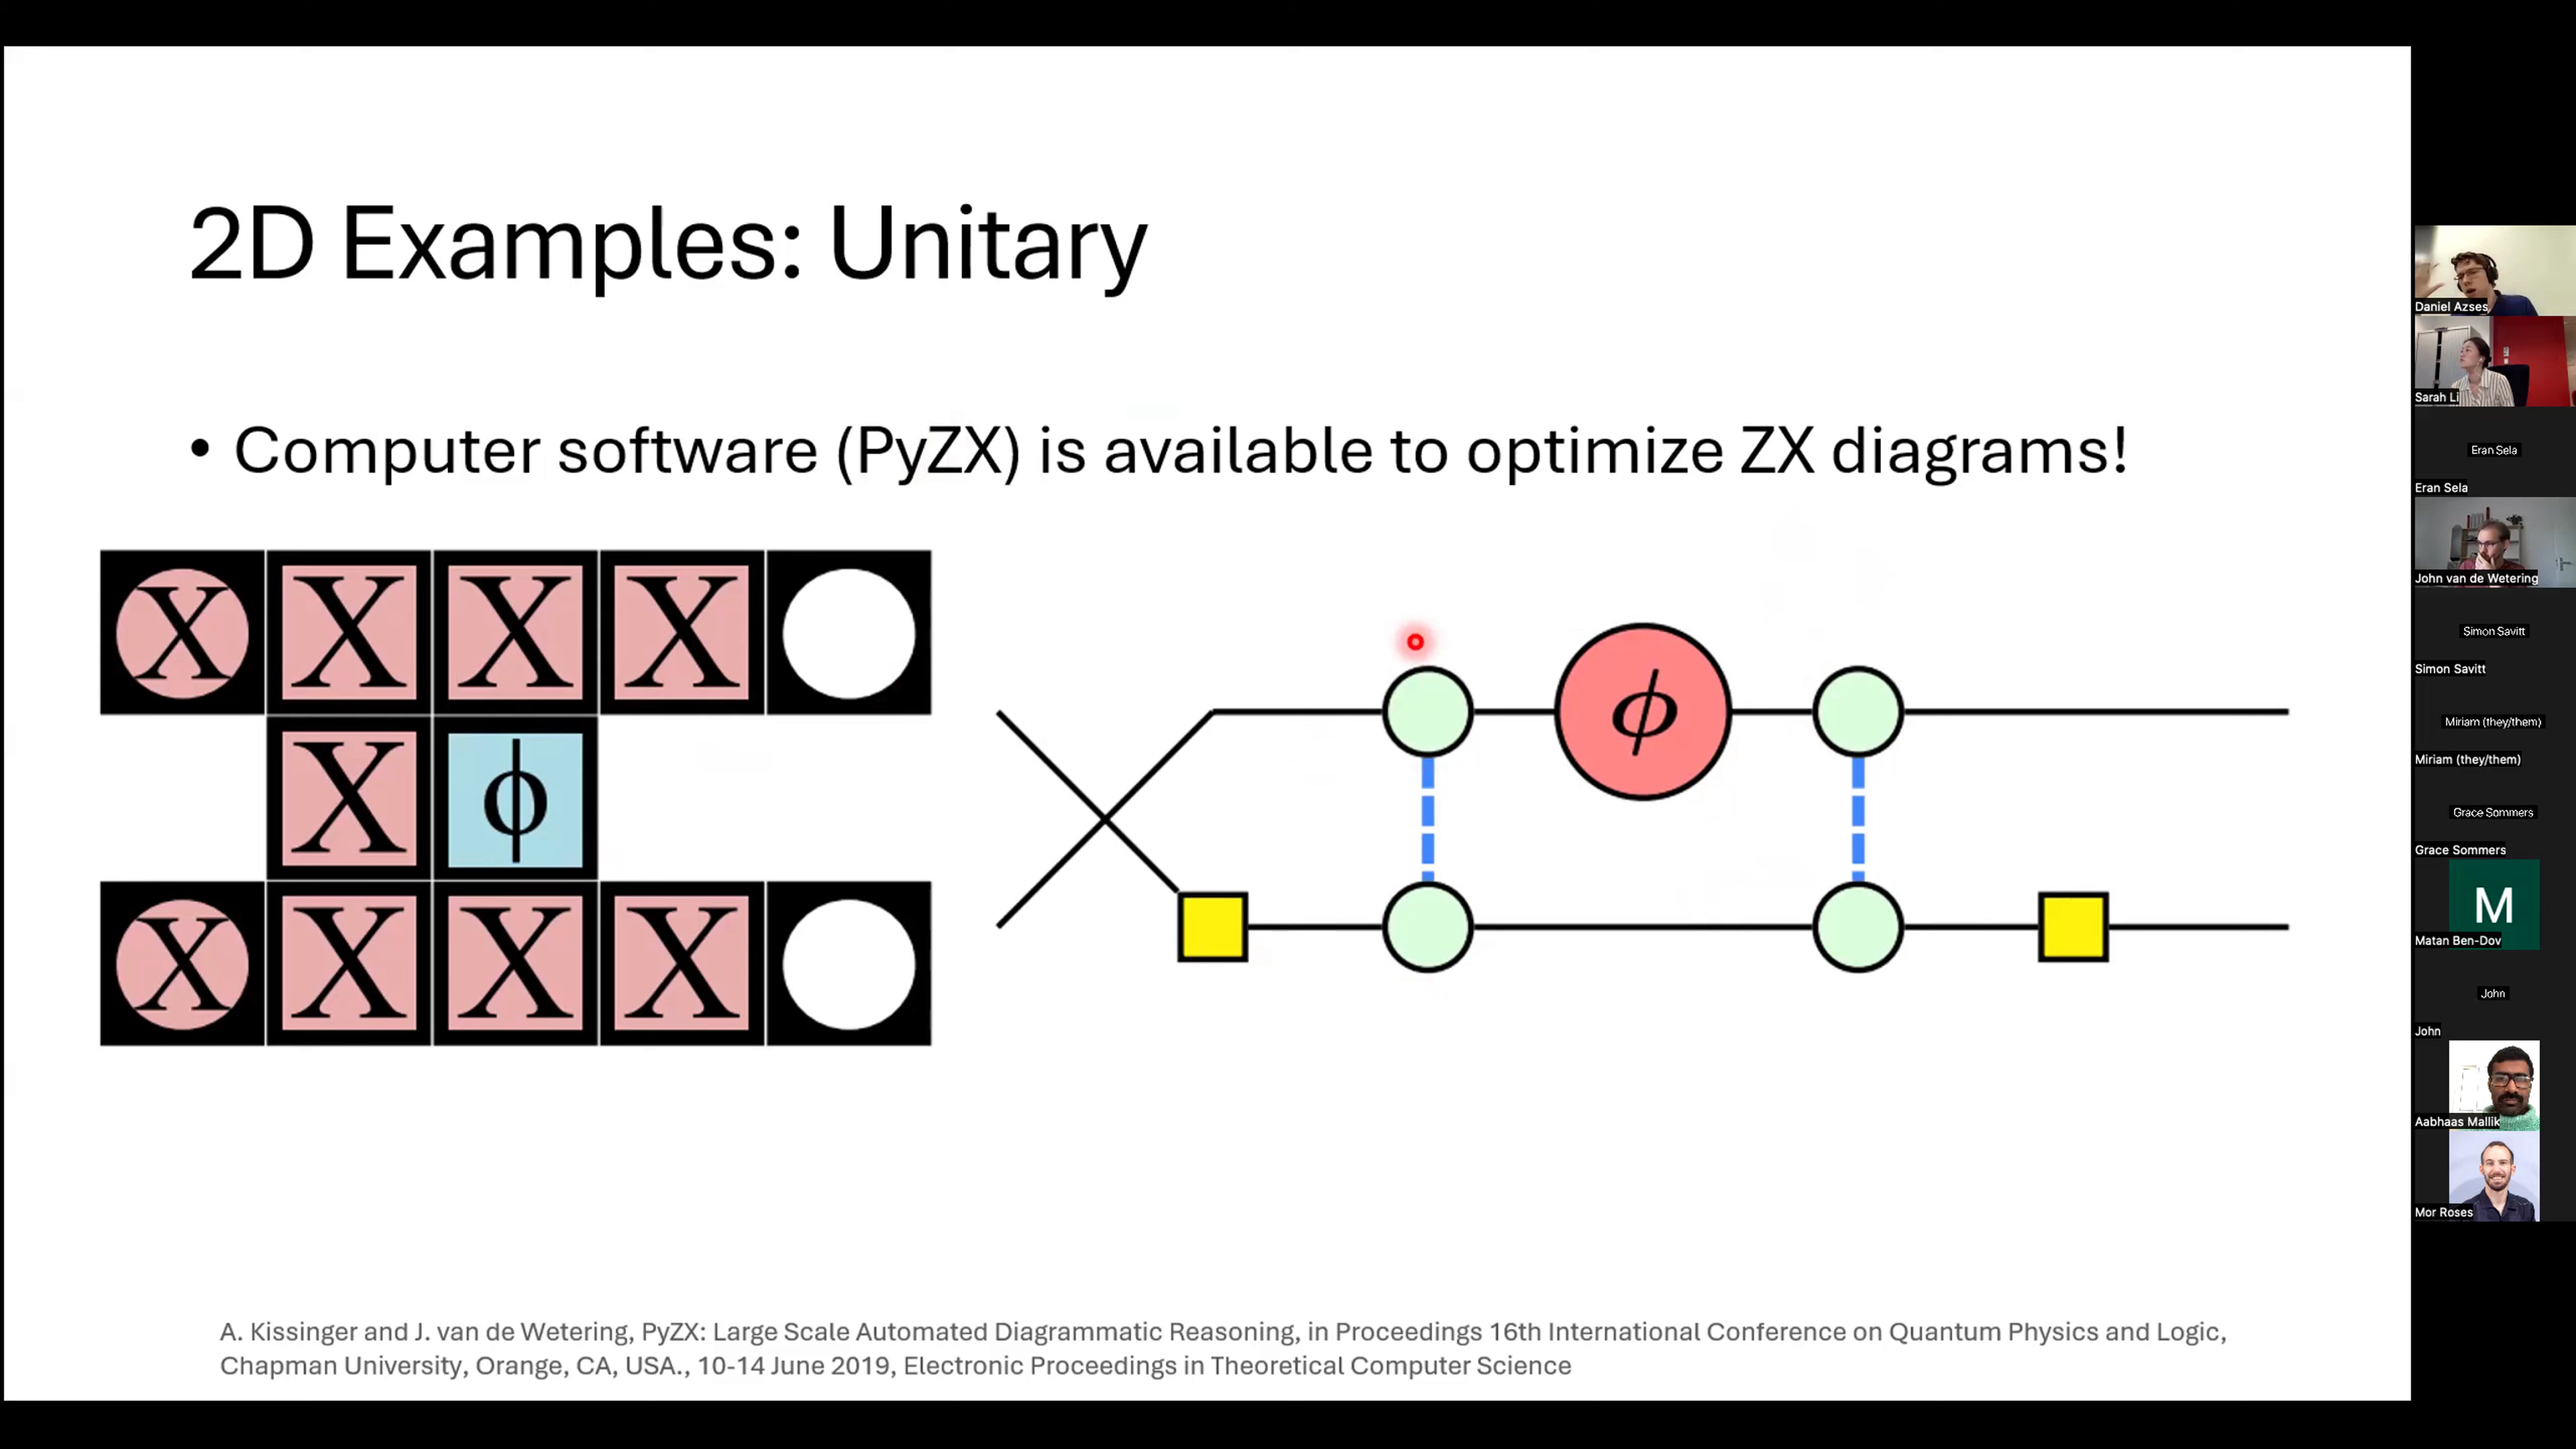 2D Examples: Unitary
• Computer software (PyZX) is available to optimize ZX diagrams!
X X X X
X ϕ
X X X X
ϕ
A. Kissinger and J. van de Wetering, PyZX: Large Scale Automated Diagrammatic Reasoning, in Proceedings 16th International Conference on Quantum Physics and Logic,
Chapman University, Orange, CA, USA., 10-14 June 2019, Electronic Proceedings in Theoretical Computer Science
Daniel Azses
Sarah Li
Eran Sela
Eran Sela
John van de Wetering
Simon Savitt
Simon Savitt
Miriam (they/them)
Miriam (they/them)
Grace Sommers
Grace Sommers
M
Matan Ben-Dov
John
John
Aabhaas Mallik
Mor Roses